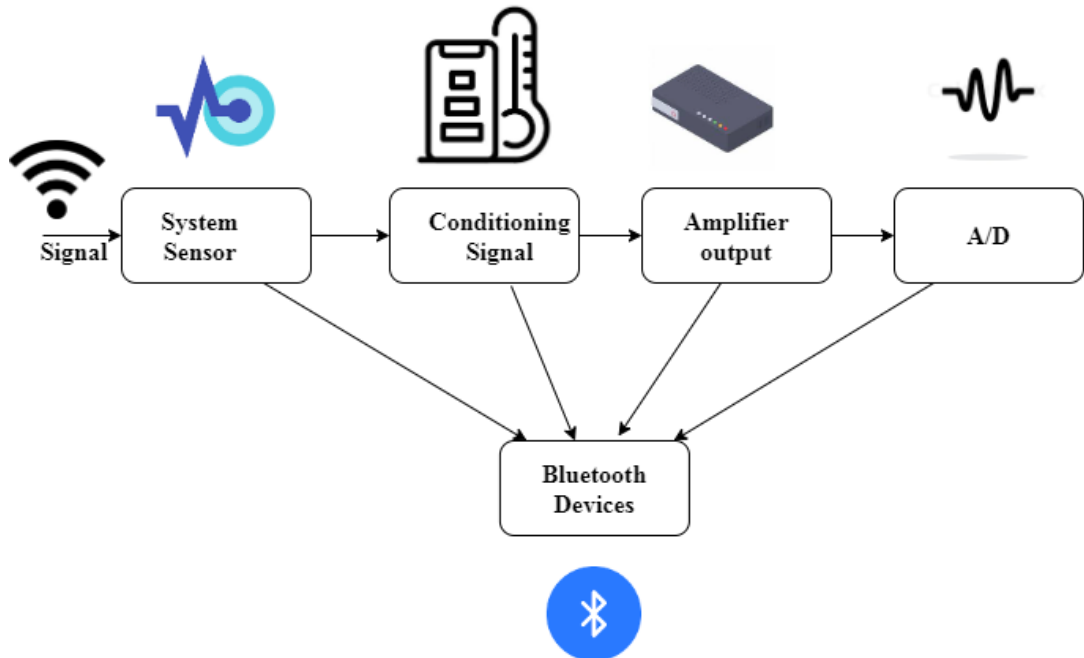 Signal
System
Sensor
Conditioning
Signal
Amplifier
output
A/D
Bluetooth
Devices